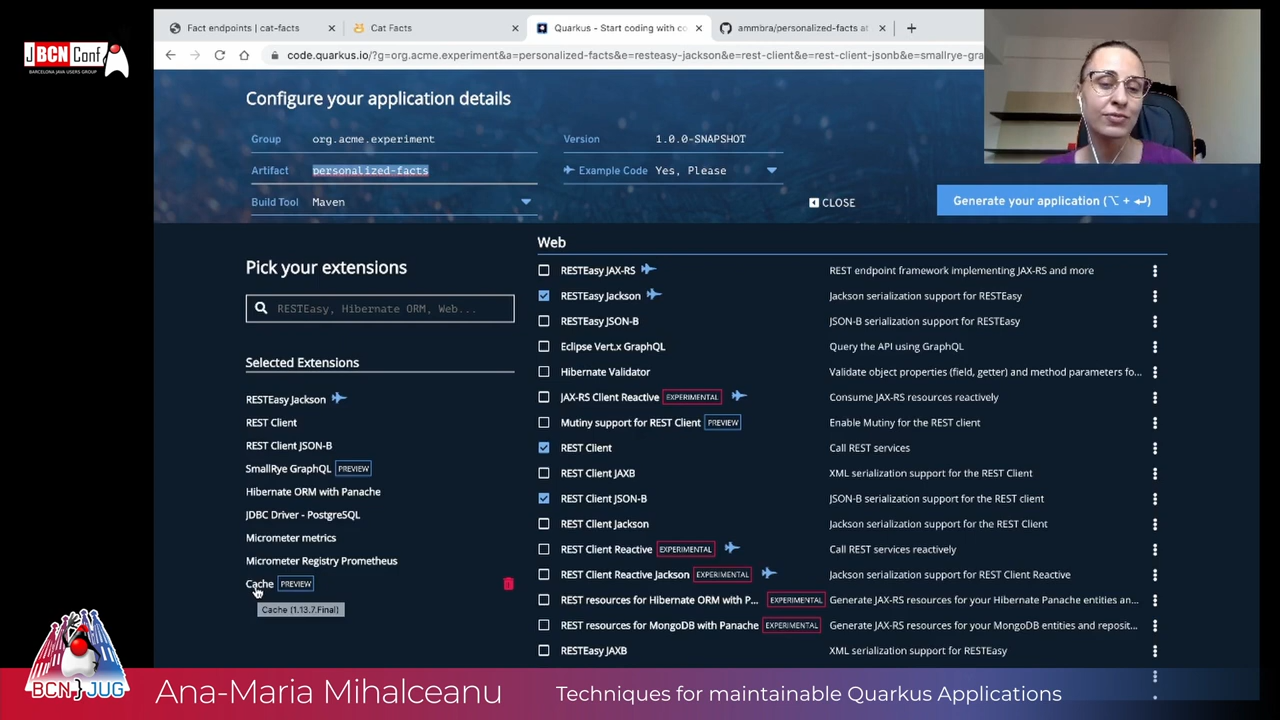 JBCNConf
BARCELONA JAVA USERS GROUP
Fact endpoints | cat-facts
Cat Facts
Quarkus - Start coding with co
ammbra/personalized-facts at
code.quarkus.io/?g=org.acme.experiment&a=personalized-facts&e=resteasy-jackson&e=rest-client&e=rest-client-jsonb&e=smallrye-gra
Configure your application details
Group org.acme.experiment Version 1.0.0-SNAPSHOT
Artifact personalized-facts Example Code Yes, Please
Build Tool Maven
CLOSE
Generate your application (⌥ + ↵)
Pick your extensions
RESTEasy, Hibernate ORM, Web...
Selected Extensions
RESTEasy Jackson
REST Client
REST Client JSON-B
SmallRye GraphQL PREVIEW
Hibernate ORM with Panache
JDBC Driver - PostgreSQL
Micrometer metrics
Micrometer Registry Prometheus
Cache PREVIEW
Cache (1.13.7.Final)
Web
RESTEasy JAX-RS REST endpoint framework implementing JAX-RS and more
RESTEasy Jackson Jackson serialization support for RESTEasy
RESTEasy JSON-B JSON-B serialization support for RESTEasy
Eclipse Vert.x GraphQL Query the API using GraphQL
Hibernate Validator Validate object properties (field, getter) and method parameters fo...
JAX-RS Client Reactive EXPERIMENTAL Consume JAX-RS resources reactively
Mutiny support for REST Client PREVIEW Enable Mutiny for the REST client
REST Client Call REST services
REST Client JAXB XML serialization support for the REST Client
REST Client JSON-B JSON-B serialization support for the REST client
REST Client Jackson Jackson serialization support for the REST Client
REST Client Reactive EXPERIMENTAL Call REST services reactively
REST Client Reactive Jackson EXPERIMENTAL Jackson serialization support for REST Client Reactive
REST resources for Hibernate ORM with P... EXPERIMENTAL Generate JAX-RS resources for your Hibernate Panache entities an...
REST resources for MongoDB with Panache EXPERIMENTAL Generate JAX-RS resources for your MongoDB entities and reposit...
RESTEasy JAXB XML serialization support for RESTEasy
BCN JUG
Ana-Maria Mihalceanu Techniques for maintainable Quarkus Applications